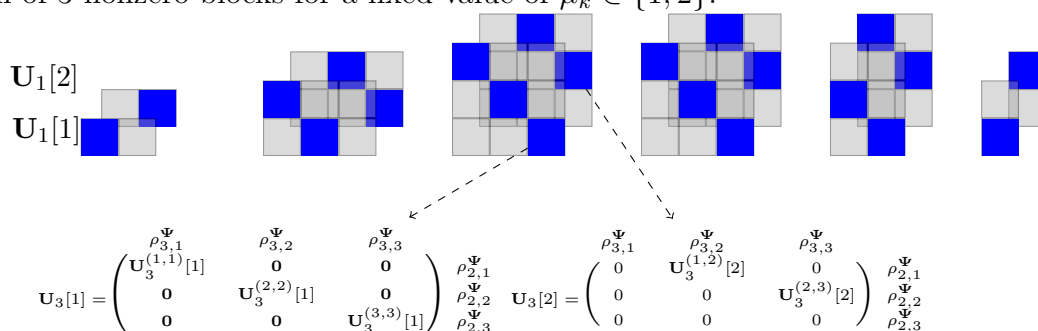 of 3 nonzero blocks for a fixed value of μ_k ∈ {1, 2}.
U_1[2]
U_1[1]
ρ^Ψ_{3,1} ρ^Ψ_{3,2} ρ^Ψ_{3,3} ρ^Ψ_{3,1} ρ^Ψ_{3,2} ρ^Ψ_{3,3}
U_3^{(1,1)}[1] 0 0 ρ^Ψ_{2,1} 0 U_3^{(1,2)}[2] 0 ρ^Ψ_{2,1}
U_3[1] = 0 U_3^{(2,2)}[1] 0 ρ^Ψ_{2,2} U_3[2] = 0 0 U_3^{(2,3)}[2] ρ^Ψ_{2,2}
0 0 U_3^{(3,3)}[1] ρ^Ψ_{2,3} 0 0 0 ρ^Ψ_{2,3}